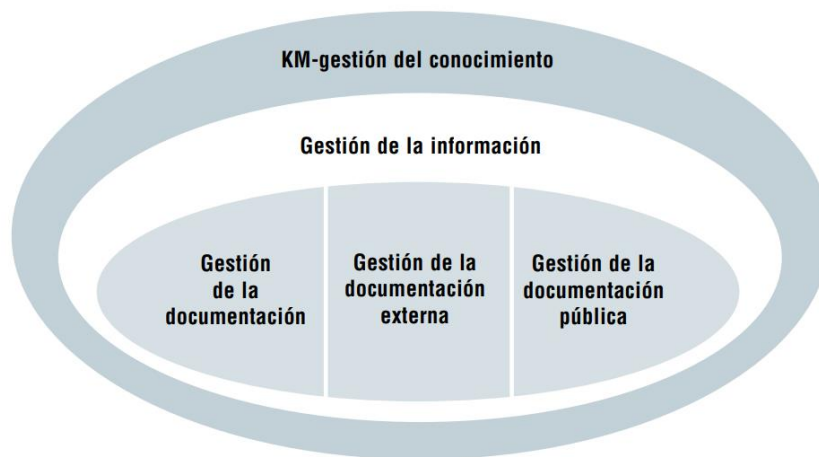 KM-gestión del conocimiento
Gestión de la información
Gestión
de la
documentación
Gestión de la
documentación
externa
Gestión de la
documentación
pública